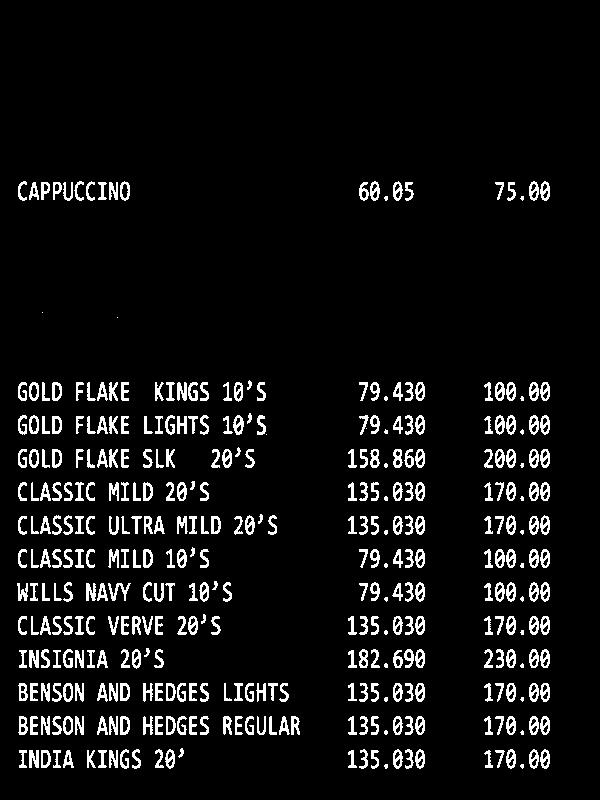 CAPPUCCINO 60.05 75.00
GOLD FLAKE KINGS 10'S 79.430 100.00
GOLD FLAKE LIGHTS 10'S 79.430 100.00
GOLD FLAKE SLK 20'S 158.860 200.00
CLASSIC MILD 20'S 135.030 170.00
CLASSIC ULTRA MILD 20'S 135.030 170.00
CLASSIC MILD 10'S 79.430 100.00
WILLS NAVY CUT 10'S 79.430 100.00
CLASSIC VERVE 20'S 135.030 170.00
INSIGNIA 20'S 182.690 230.00
BENSON AND HEDGES LIGHTS 135.030 170.00
BENSON AND HEDGES REGULAR 135.030 170.00
INDIA KINGS 20' 135.030 170.00